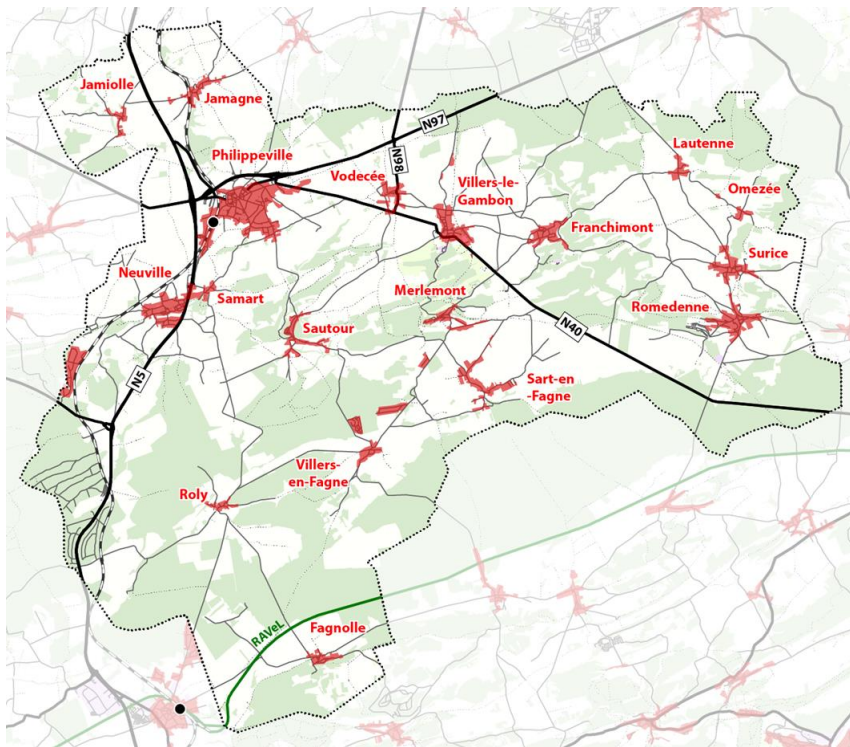 Jamiolle
Jamagne
N97
Philippeville
N98
Lautenne
Vodecée
Villers-le-
Gambon
Omezée
Franchimont
Surice
Neuville
Samart
Merlemont
Romedenne
Sautour
N40
N5
Sart-en
-Fagne
Villers-
en-Fagne
Roly
RAVeL
Fagnolle